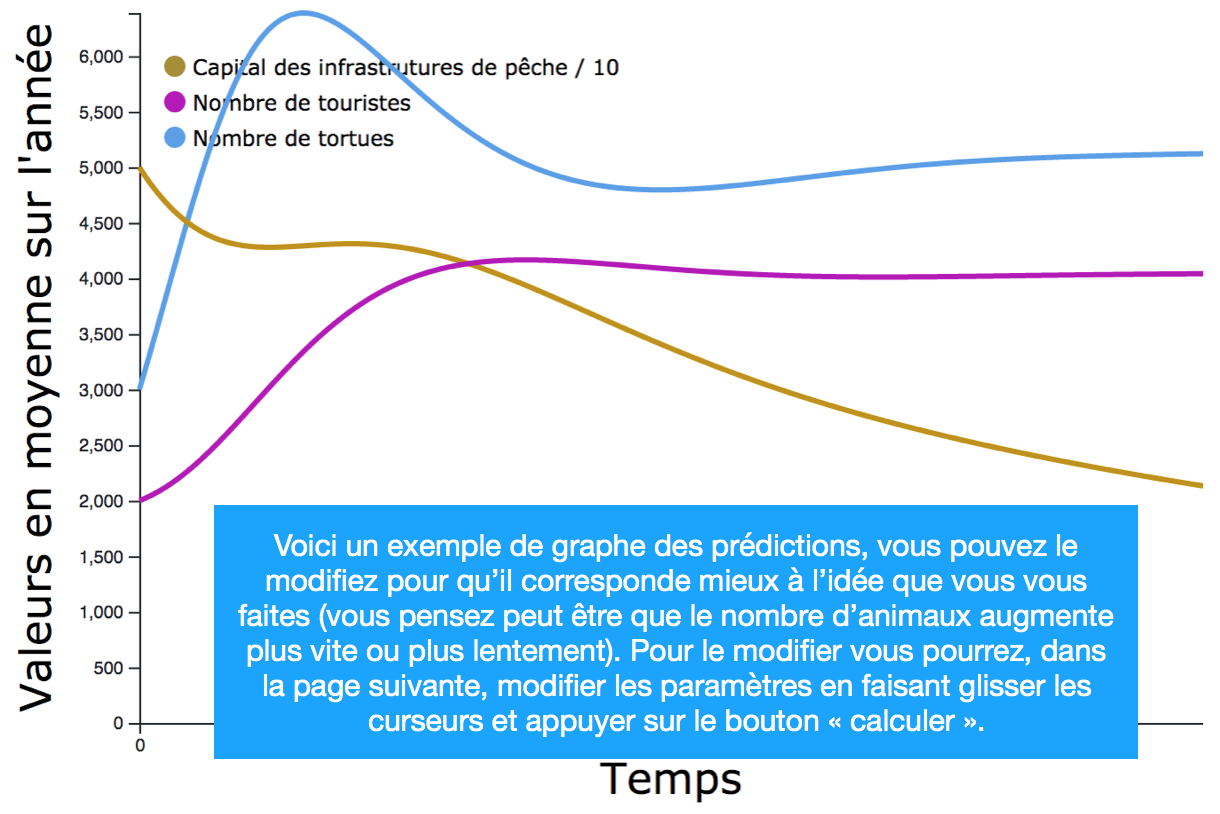 Valeurs en moyenne sur l'année
6,000
5,500
5,000
4,500
4,000
3,500
3,000
2,500
2,000
1,500
1,000
500
0
Capital des infrastrutures de pêche / 10
Nombre de touristes
Nombre de tortues
Voici un exemple de graphe des prédictions, vous pouvez le
modifiez pour qu’il corresponde mieux à l’idée que vous vous
faites (vous pensez peut être que le nombre d’animaux augmente
plus vite ou plus lentement). Pour le modifier vous pourrez, dans
la page suivante, modifier les paramètres en faisant glisser les
curseurs et appuyer sur le bouton « calculer ».
0
Temps